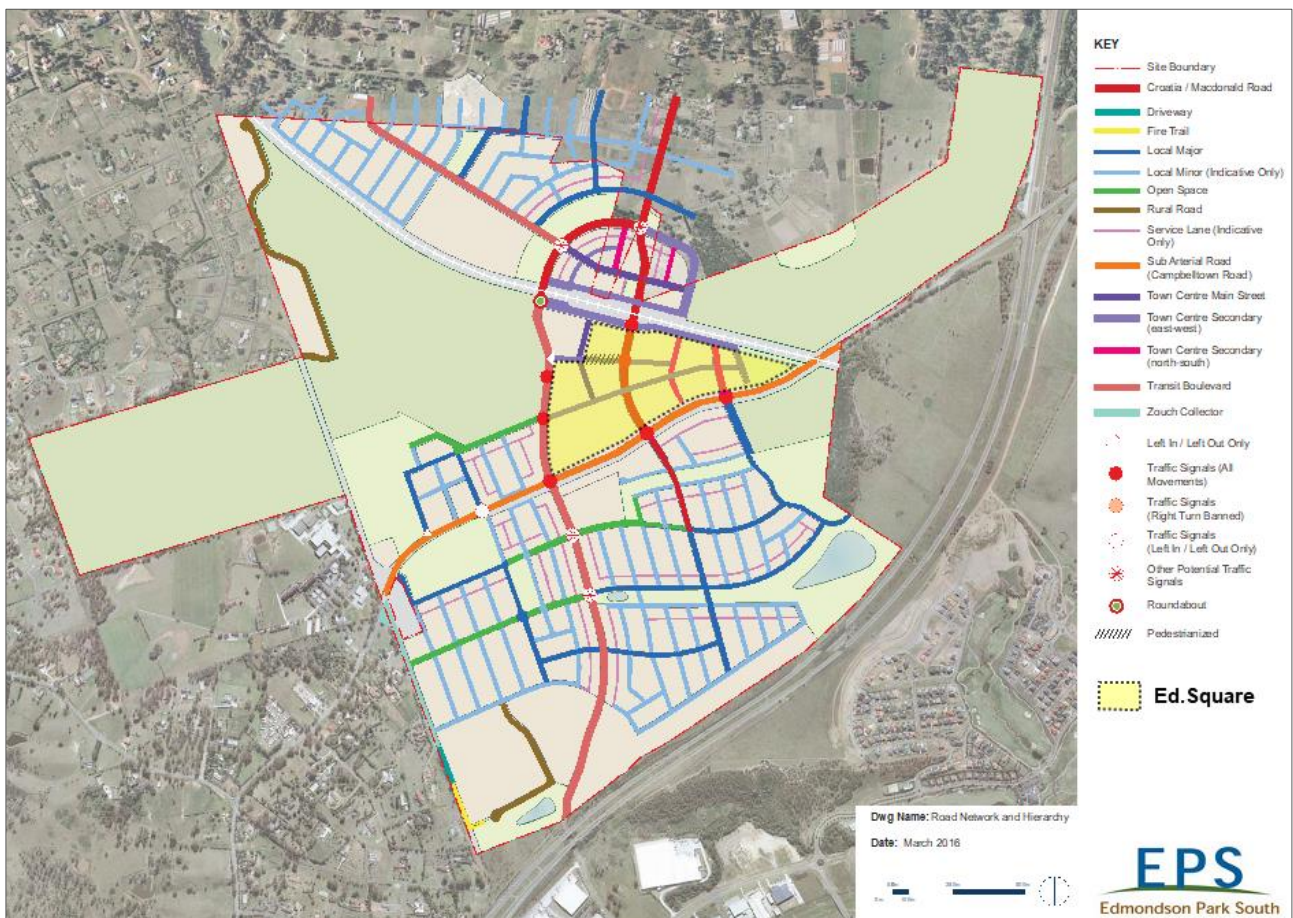 KEY
Site Boundary
Croatia / Macdonald Road
Driveway
Fire Trail
Local Major
Local Minor (Indicative Only)
Open Space
Rural Road
Service Lane (Indicative
Only)
Sub Arterial Road
(Campbelltown Road)
Town Centre Main Street
Town Centre Secondary
(east-west)
Town Centre Secondary
(north-south)
Transit Boulevard
Zouch Collector
Left In / Left Out Only
Traffic Signals (All
Movements)
Traffic Signals
(Right Turn Banned)
Traffic Signals
(Left In / Left Out Only)
Other Potential Traffic
Signals
Roundabout
Pedestrianized
Ed.Square
Dwg Name: Road Network and Hierarchy
Date: March 2016
EPS
Edmondson Park South